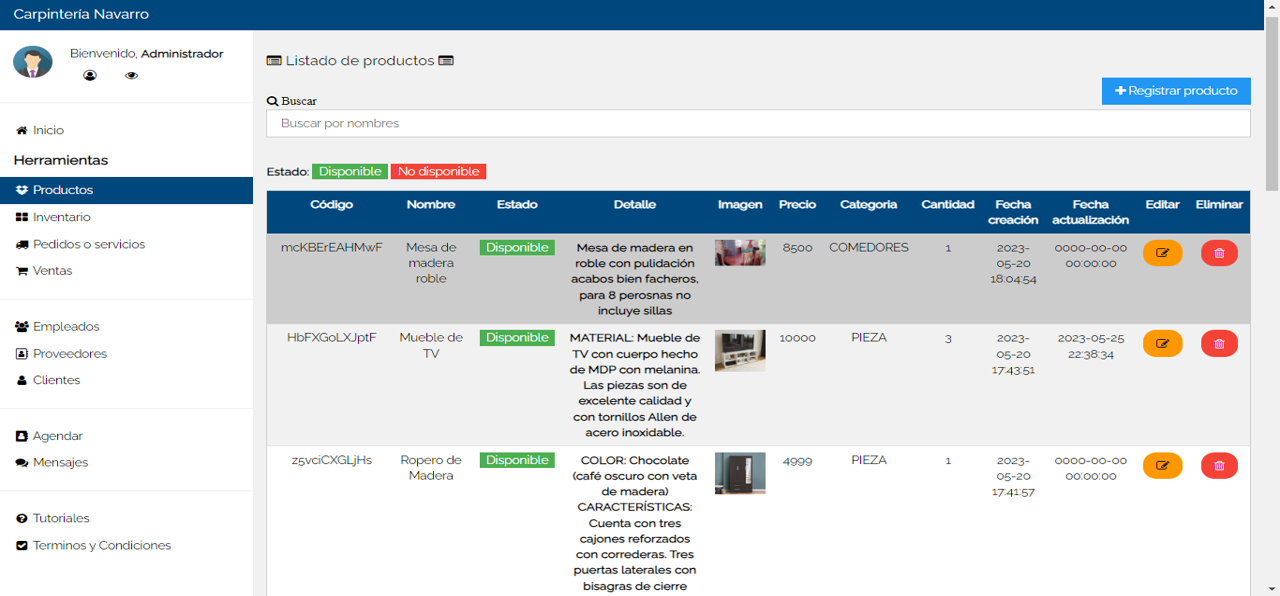 Carpintería Navarro
Bienvenido, Administrador
Inicio
Herramientas
Productos
Inventario
Pedidos o servicios
Ventas
Empleados
Proveedores
Clientes
Agendar
Mensajes
Tutoriales
Terminos y Condiciones
Listado de productos
Registrar producto
Buscar
Buscar por nombres
Estado: Disponible No disponible
Código Nombre Estado Detalle Imagen Precio Categoria Cantidad Fecha creación Fecha actualización Editar Eliminar
mcKBErEAHMwF
Mesa de
madera
roble
Disponible
Mesa de madera en
roble con pulidación
acabos bien facheros,
para 8 perosnas no
incluye sillas
8500
COMEDORES
1
2023-
05-20
18:04:54
0000-00-00
00:00:00
HbFXGoLXJptF
Mueble de
TV
Disponible
MATERIAL: Mueble de
TV con cuerpo hecho
de MDP con melanina.
Las piezas son de
excelente calidad y
con tornillos Allen de
acero inoxidable.
10000
PIEZA
3
2023-
05-20
17:43:51
2023-05-25
22:38:34
z5vciCXGLjHs
Ropero de
Madera
Disponible
COLOR: Chocolate
(café oscuro con veta
de madera)
CARACTERÍSTICAS:
Cuenta con tres
cajones reforzados
con correderas. Tres
puertas laterales con
bisagras de cierre
4999
PIEZA
1
2023-
05-20
17:41:57
0000-00-00
00:00:00